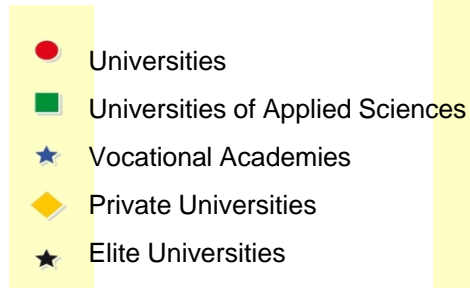 Universities
Universities of Applied Sciences
Vocational Academies
Private Universities
Elite Universities